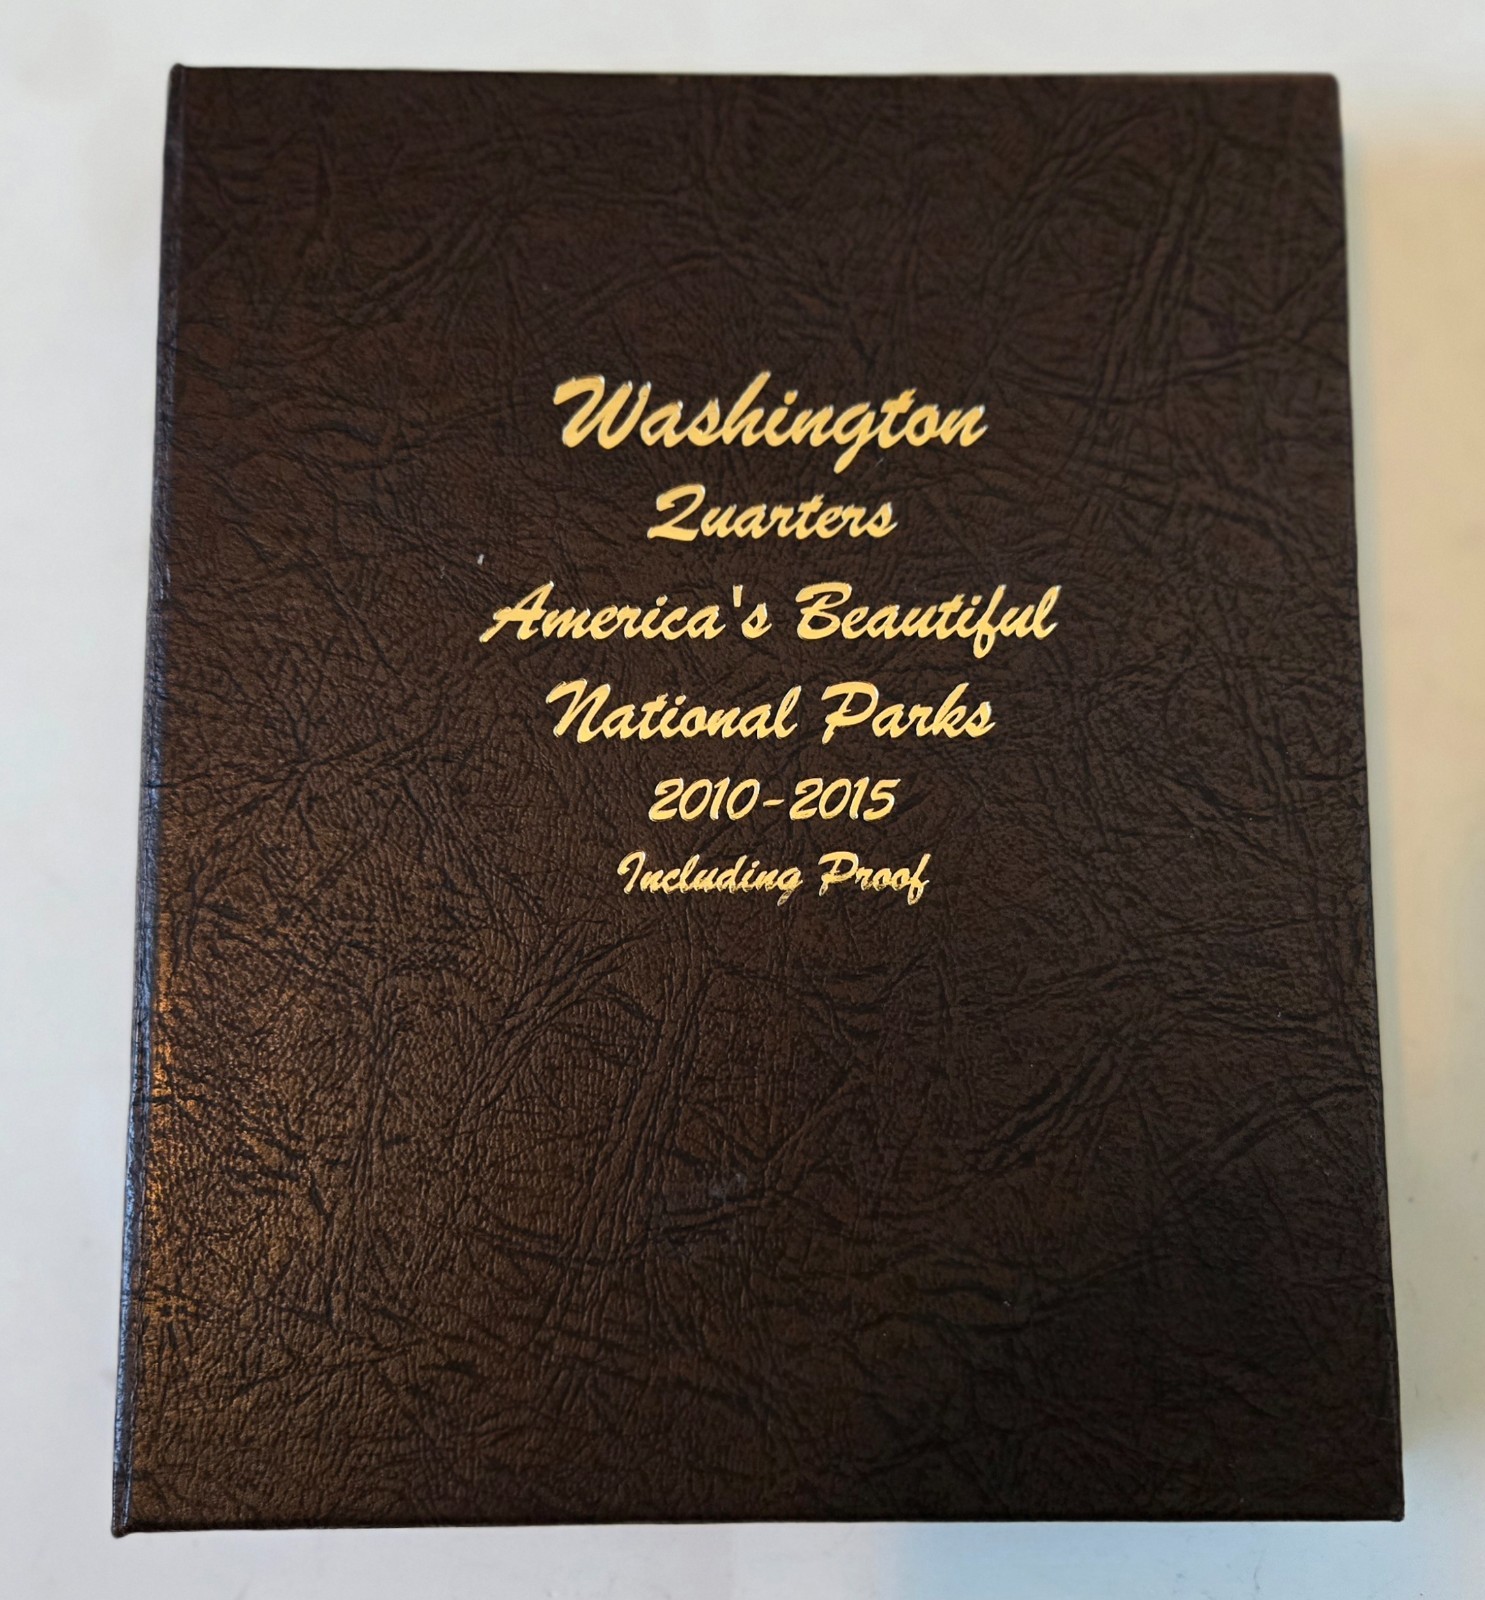 Washington
Quarters
America's Beautiful
National Parks
2010-2015
Including Proof